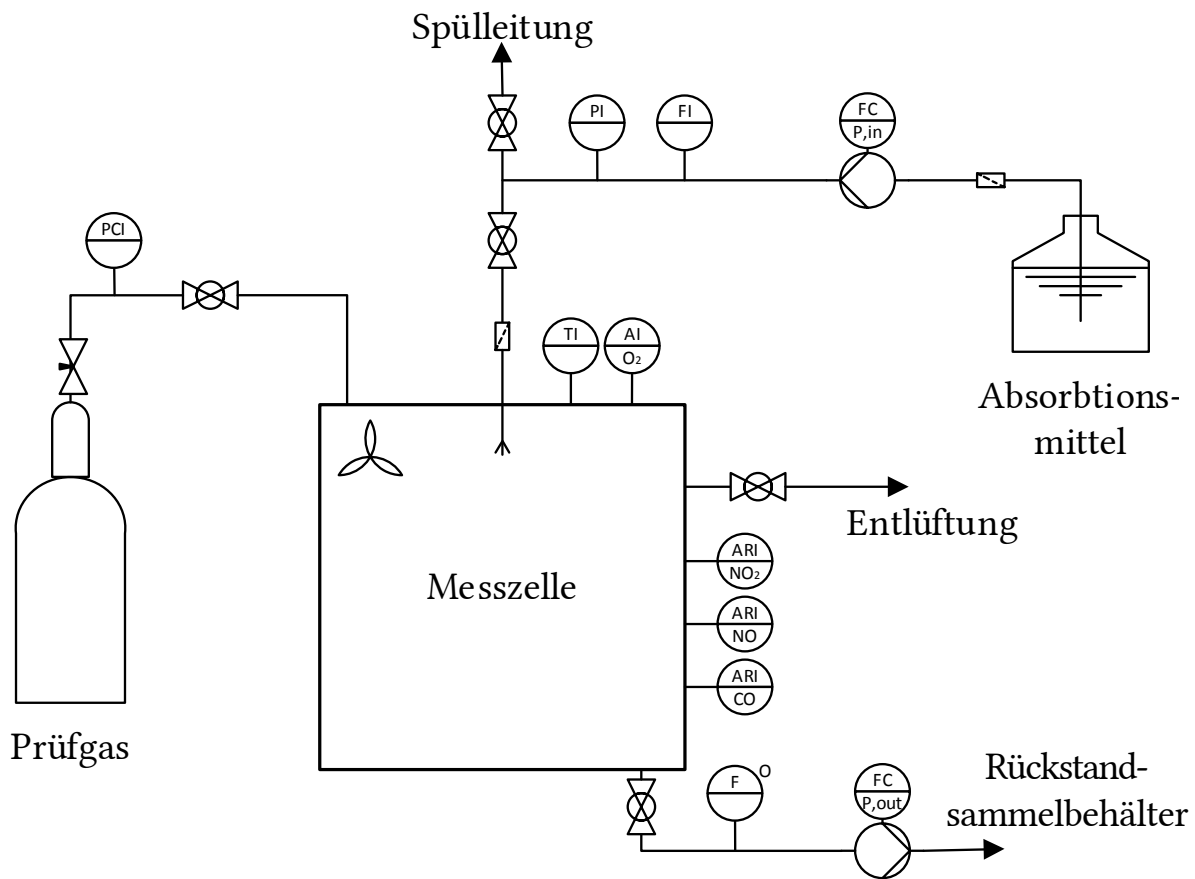 Spülleitung
PI
FI
FC
P,in
PCI
TI
AI
O₂
Absorbtions-
mittel
Entlüftung
ARI
NO₂
Messzelle
ARI
NO
ARI
CO
Prüfgas
F
O
FC
P,out
Rückstand-
sammelbehälter